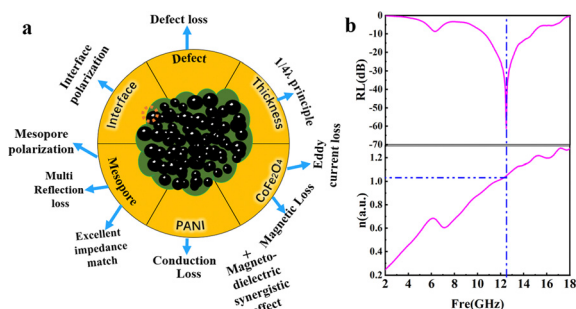 a
Defect loss
Defect
Interface
polarization
Interface
Thickness
1/4λ principle
Mesopore
polarization
Multi
Reflection
loss
Mesopore
Excellent
impedance
match
PANI
Conduction
Loss
CoFe2O4
Eddy
current loss
Magnetic Loss
+
Magneto-
dielectric
synergistic
effect
b
0
-10
-20
-30
-40
-50
-60
-70
RL(dB)
1.2
1.0
0.8
0.6
0.4
0.2
n(a.u.)
2 4 6 8 10 12 14 16 18
Fre(GHz)